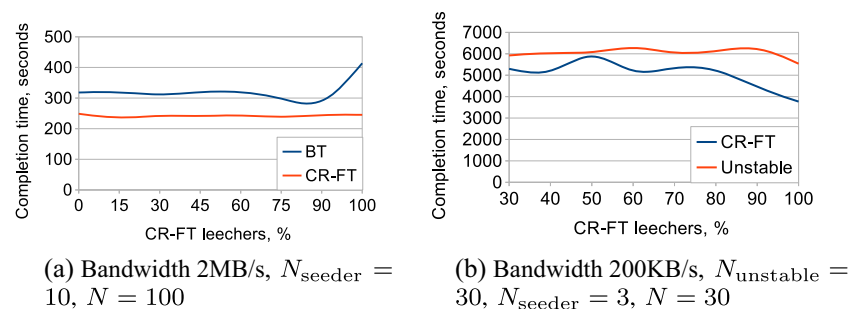 500
400
300
200
100
0
Completion time, seconds
BT
CR-FT
0 15 30 45 60 75 90 100
CR-FT leechers, %
(a) Bandwidth 2MB/s, N_seeder =
10, N = 100
7000
6000
5000
4000
3000
2000
1000
0
Completion time, seconds
CR-FT
Unstable
30 40 50 60 70 80 90 100
CR-FT leechers, %
(b) Bandwidth 200KB/s, N_unstable =
30, N_seeder = 3, N = 30